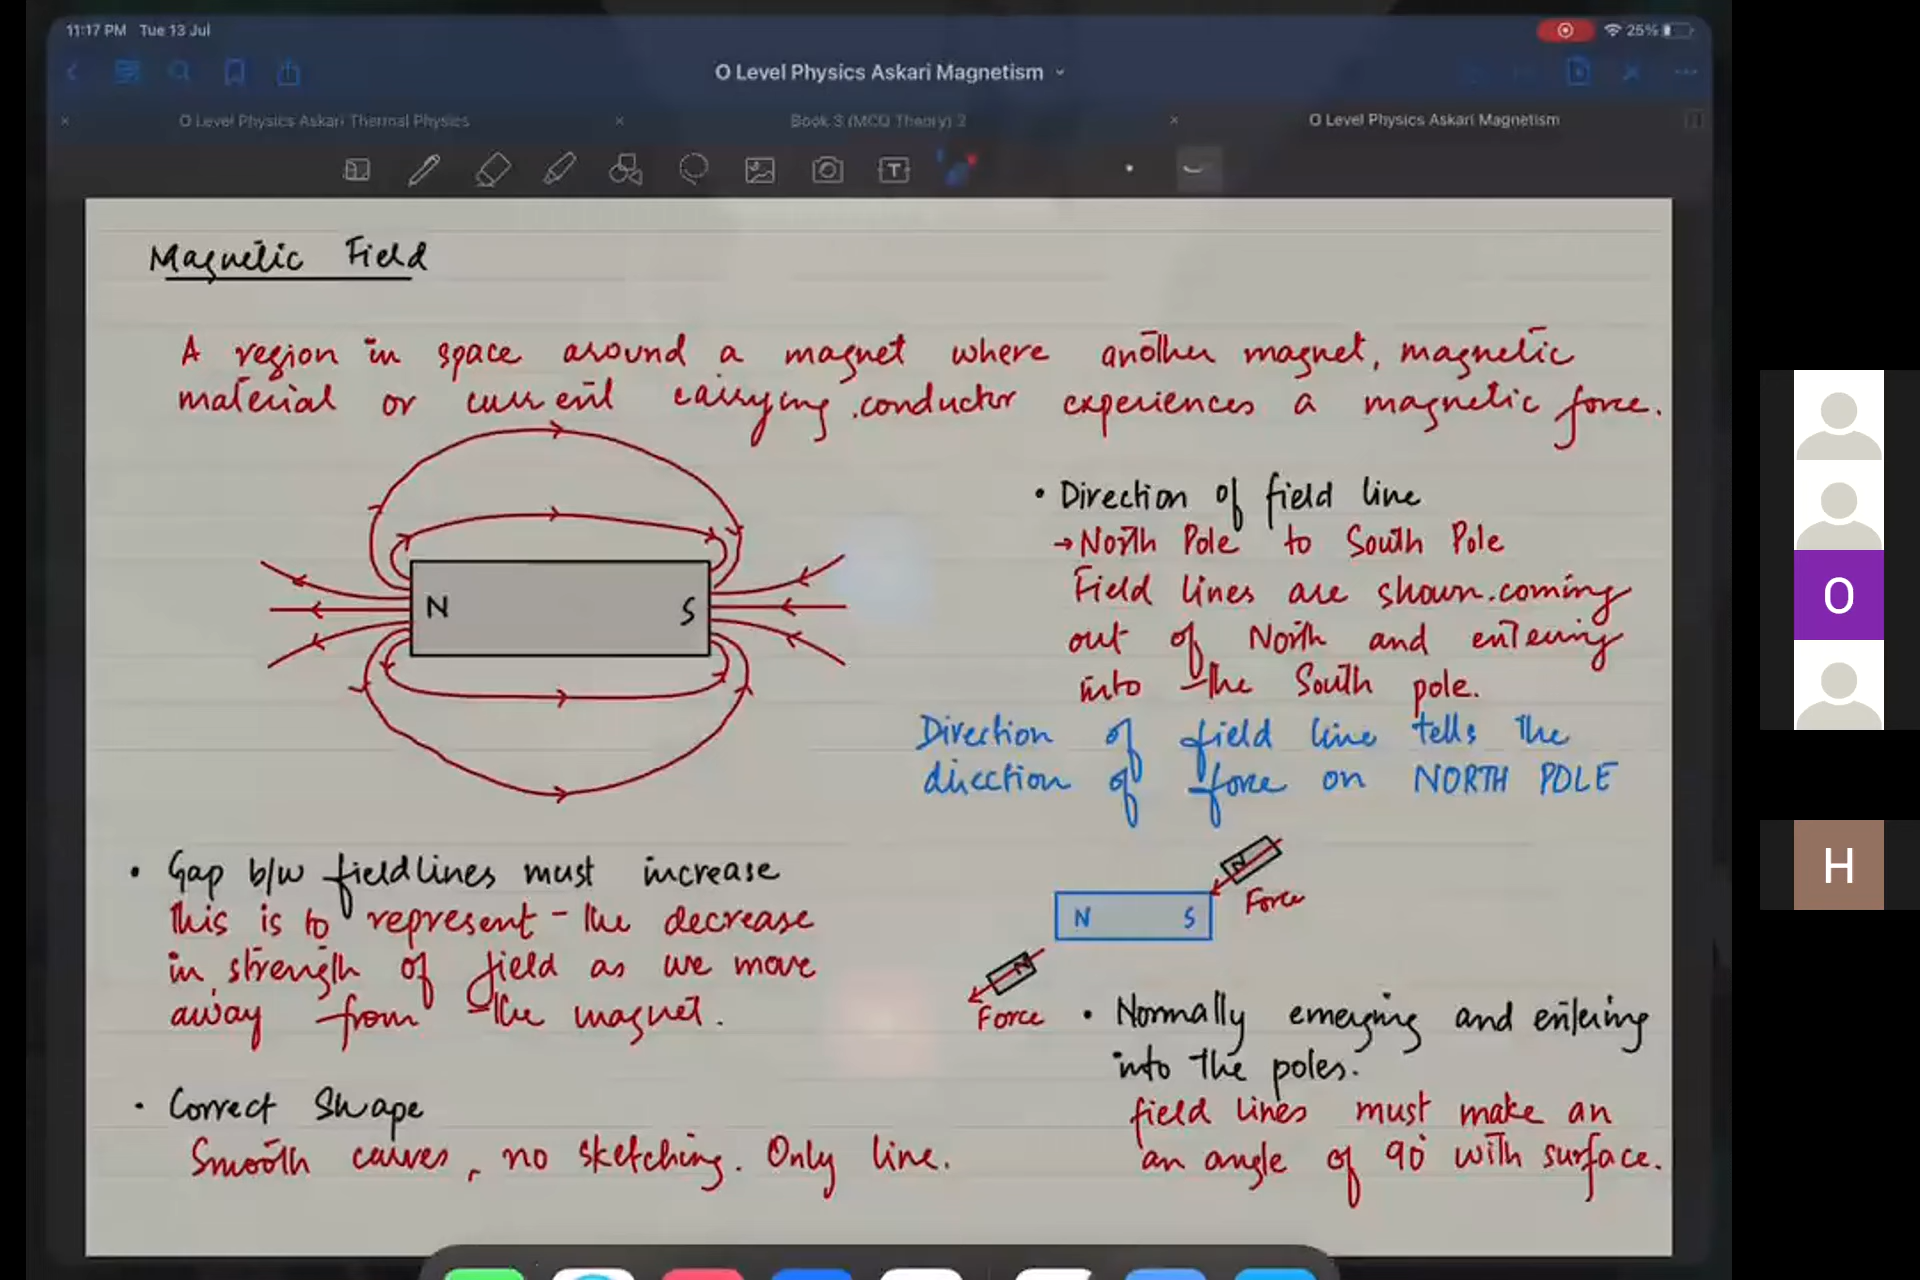 11:17 PM Tue 13 Jul
25%
O Level Physics Askari Magnetism
O Level Physics Askari Thermal Physics
Book 3 (MCQ Theory) 2
O Level Physics Askari Magnetism
T
Magnetic Field
A region in space around a magnet where another magnet, magnetic
material or current carrying conductor experiences a magnetic force.
N S
• Direction of field line
→ North Pole to South Pole
Field lines are shown coming
out of North and entering
into the South pole.
Direction of field line tells the
direction of force on NORTH POLE
• Gap b/w field lines must increase
This is to represent the decrease
in strength of field as we move
away from the magnet.
N
Force
N S
N
Force
• Normally emerging and entering
into the poles.
field lines must make an
an angle of 90° with surface.
• Correct Shape
Smooth curves, no sketching. Only line.
O
H